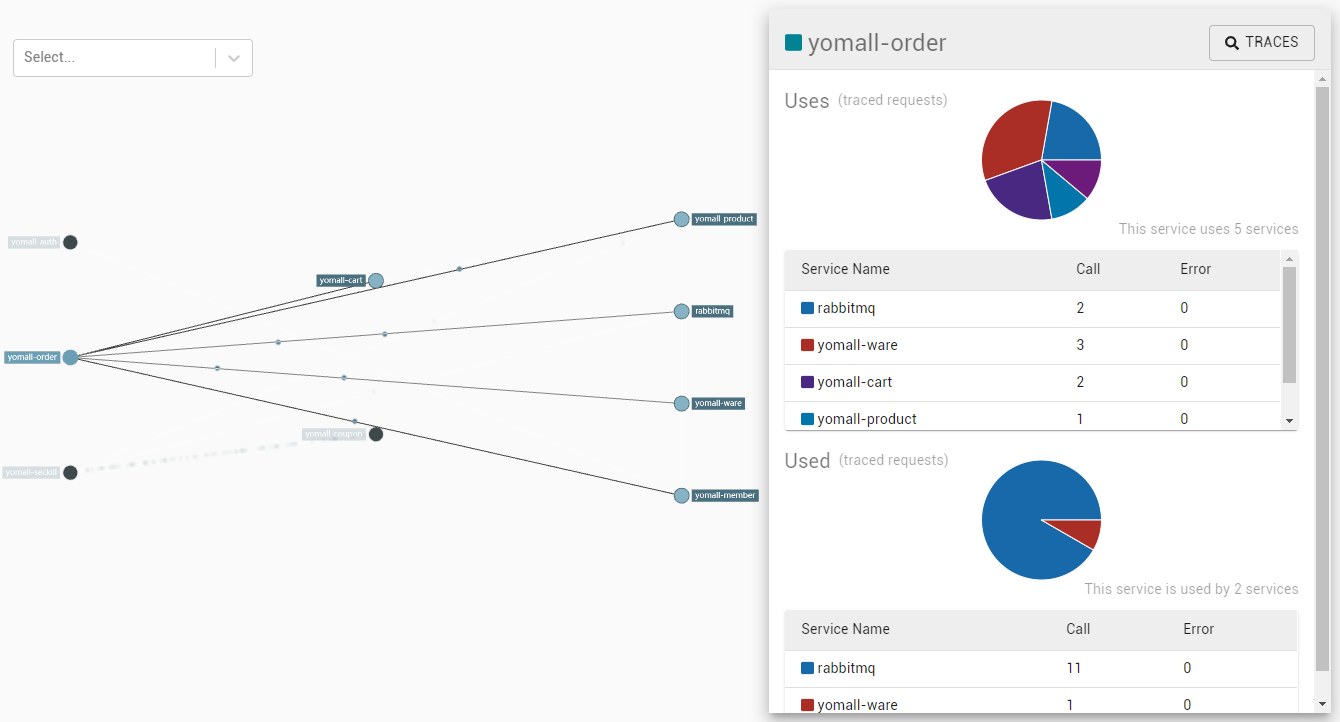 Select...
yomall-auth
yomall-product
yomall-cart
rabbitmq
yomall-order
yomall-ware
yomall-coupon
yomall-seckill
yomall-member
yomall-order
TRACES
Uses (traced requests)
This service uses 5 services
Service Name Call Error
rabbitmq 2 0
yomall-ware 3 0
yomall-cart 2 0
yomall-product 1 0
Used (traced requests)
This service is used by 2 services
Service Name Call Error
rabbitmq 11 0
yomall-ware 1 0